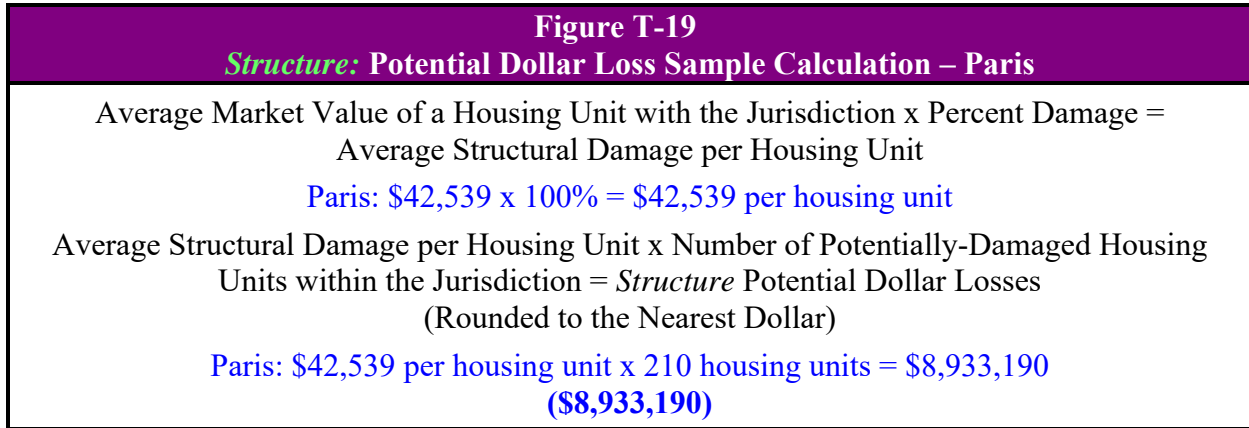 Figure T-19
Structure: Potential Dollar Loss Sample Calculation – Paris
Average Market Value of a Housing Unit with the Jurisdiction x Percent Damage =
Average Structural Damage per Housing Unit
Paris: $42,539 x 100% = $42,539 per housing unit
Average Structural Damage per Housing Unit x Number of Potentially-Damaged Housing
Units within the Jurisdiction = Structure Potential Dollar Losses
(Rounded to the Nearest Dollar)
Paris: $42,539 per housing unit x 210 housing units = $8,933,190
($8,933,190)